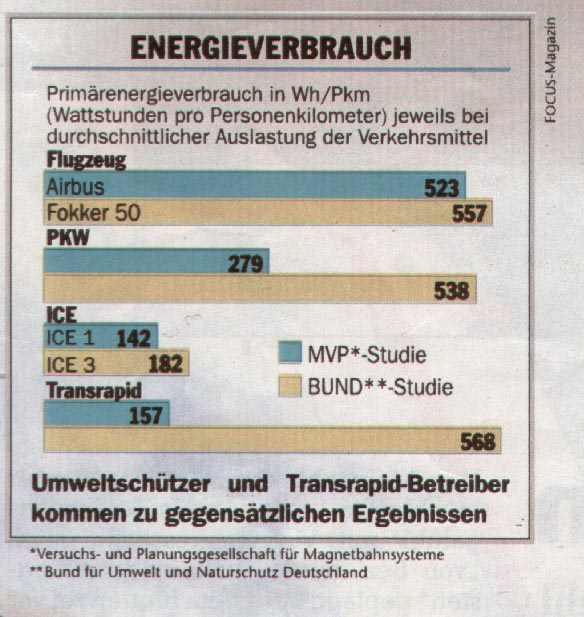 ENERGIEVERBRAUCH
FOCUS-Magazin
Primärenergieverbrauch in Wh/Pkm
(Wattstunden pro Personenkilometer) jeweils bei
durchschnittlicher Auslastung der Verkehrsmittel
Flugzeug
Airbus 523
Fokker 50 557
PKW
279
538
ICE
ICE 1 142
ICE 3 182
MVP*-Studie
BUND**-Studie
Transrapid
157
568
Umweltschützer und Transrapid-Betreiber
kommen zu gegensätzlichen Ergebnissen
*Versuchs- und Planungsgesellschaft für Magnetbahnsysteme
**Bund für Umwelt und Naturschutz Deutschland